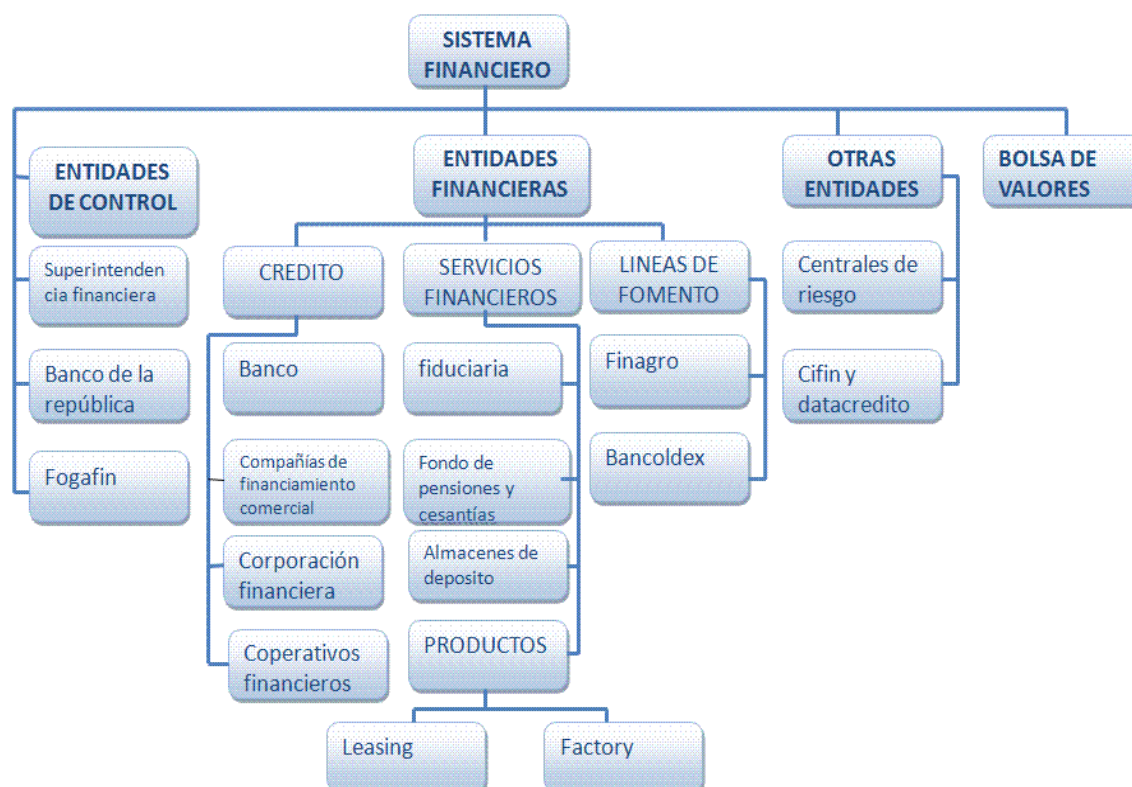 SISTEMA
FINANCIERO
ENTIDADES
DE CONTROL
ENTIDADES
FINANCIERAS
OTRAS
ENTIDADES
BOLSA DE
VALORES
Superintenden
cia financiera
CREDITO
SERVICIOS
FINANCIEROS
LINEAS DE
FOMENTO
Centrales de
riesgo
Banco de la
república
Banco
fiduciaria
Finagro
Cifin y
datacredito
Fogafin
Compañías de
financiamiento
comercial
Fondo de
pensiones y
cesantías
Bancoldex
Corporación
financiera
Almacenes de
deposito
Coperativos
financieros
PRODUCTOS
Leasing
Factory